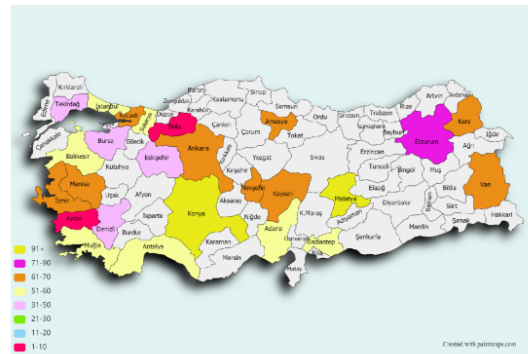 Kırklareli
Edirne
Tekirdağ
İstanbul
Kocaeli
Sakarya
Düzce
Bolu
Zonguldak
Bartın
Karabük
Kastamonu
Sinop
Samsun
Ordu
Giresun
Trabzon
Rize
Artvin
Ardahan
Kars
Iğdır
Ağrı
Erzurum
Bayburt
Gümüşhane
Erzincan
Tunceli
Bingöl
Muş
Bitlis
Van
Hakkari
Şırnak
Siirt
Batman
Mardin
Diyarbakır
Elazığ
Malatya
Adıyaman
Şanlıurfa
Gaziantep
K.Maraş
Osmaniye
Hatay
Adana
Mersin
Karaman
Niğde
Aksaray
Nevşehir
Kayseri
Sivas
Tokat
Amasya
Çorum
Çankırı
Yozgat
Kırşehir
Ankara
Konya
Eskişehir
Bilecik
Bursa
Balıkesir
Çanakkale
Kütahya
Manisa
İzmir
Uşak
Afyon
Aydın
Denizli
Muğla
Burdur
Isparta
Antalya
91+
71-90
61-70
51-60
31-50
21-30
11-20
1-10
Created with paintmaps.com